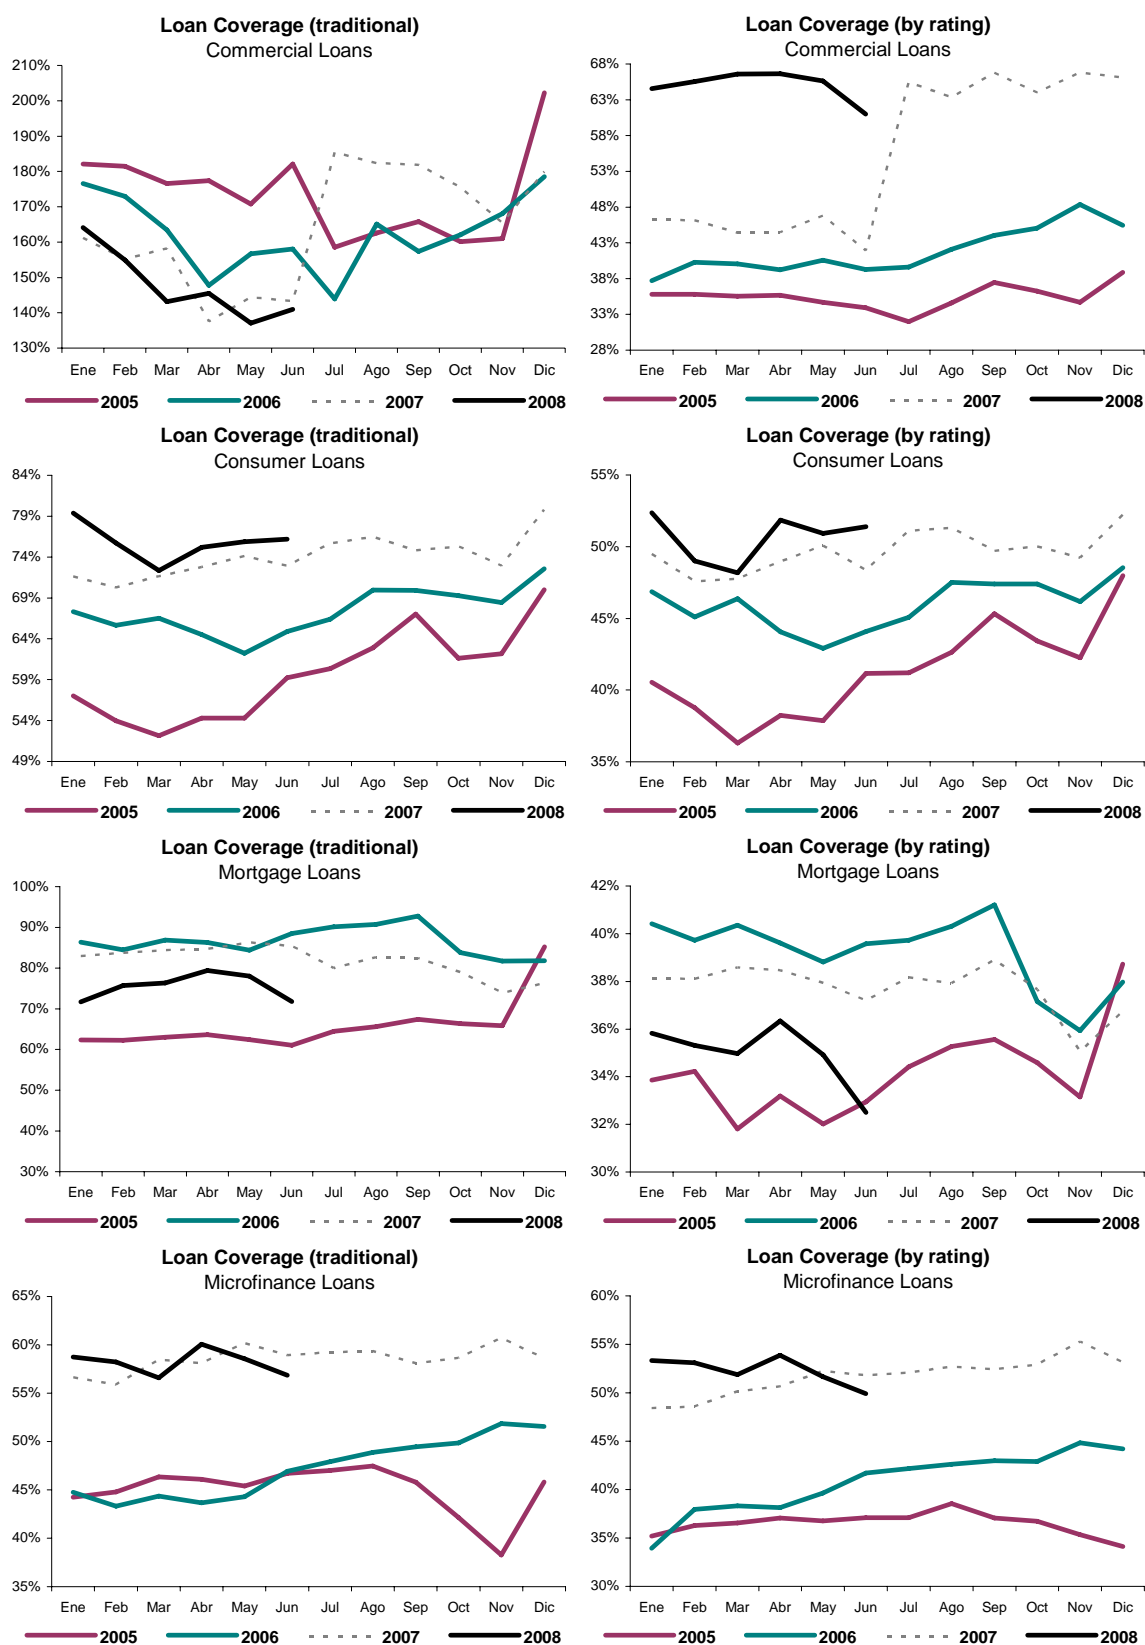 Loan Coverage (traditional)
Commercial Loans
210%
200%
190%
180%
170%
160%
150%
140%
130%
Ene Feb Mar Abr May Jun Jul Ago Sep Oct Nov Dic
2005 2006 2007 2008
Loan Coverage (by rating)
Commercial Loans
68%
63%
58%
53%
48%
43%
38%
33%
28%
Ene Feb Mar Abr May Jun Jul Ago Sep Oct Nov Dic
2005 2006 2007 2008
Loan Coverage (traditional)
Consumer Loans
84%
79%
74%
69%
64%
59%
54%
49%
Ene Feb Mar Abr May Jun Jul Ago Sep Oct Nov Dic
2005 2006 2007 2008
Loan Coverage (by rating)
Consumer Loans
55%
50%
45%
40%
35%
Ene Feb Mar Abr May Jun Jul Ago Sep Oct Nov Dic
2005 2006 2007 2008
Loan Coverage (traditional)
Mortgage Loans
100%
90%
80%
70%
60%
50%
40%
30%
Ene Feb Mar Abr May Jun Jul Ago Sep Oct Nov Dic
2005 2006 2007 2008
Loan Coverage (by rating)
Mortgage Loans
42%
40%
38%
36%
34%
32%
30%
Ene Feb Mar Abr May Jun Jul Ago Sep Oct Nov Dic
2005 2006 2007 2008
Loan Coverage (traditional)
Microfinance Loans
65%
60%
55%
50%
45%
40%
35%
Ene Feb Mar Abr May Jun Jul Ago Sep Oct Nov Dic
2005 2006 2007 2008
Loan Coverage (by rating)
Microfinance Loans
60%
55%
50%
45%
40%
35%
30%
Ene Feb Mar Abr May Jun Jul Ago Sep Oct Nov Dic
2005 2006 2007 2008